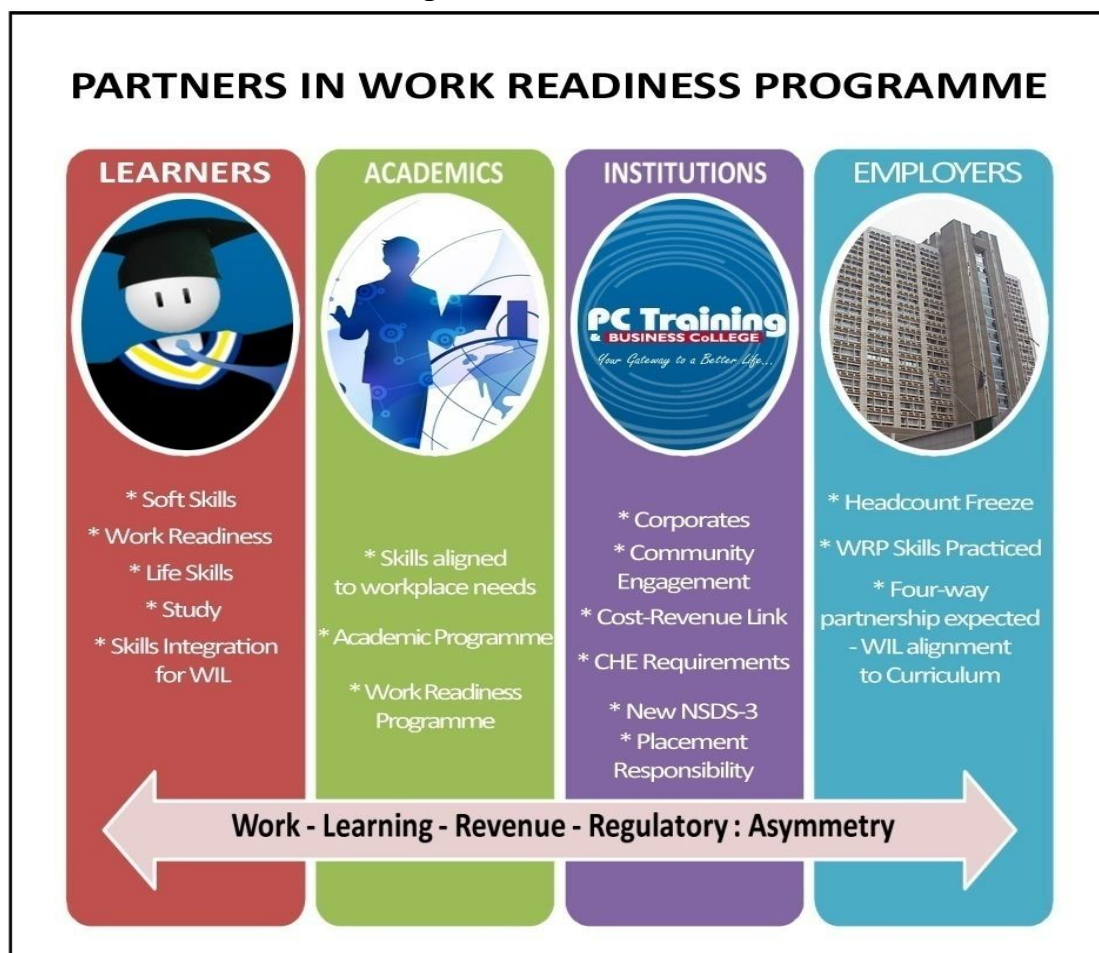 PARTNERS IN WORK READINESS PROGRAMME
LEARNERS
* Soft Skills
* Work Readiness
* Life Skills
* Study
* Skills Integration
for WIL
ACADEMICS
* Skills aligned
to workplace needs
* Academic Programme
* Work Readiness
Programme
INSTITUTIONS
PC Training
& BUSINESS COLLEGE
Your Gateway to a Better Life...
* Corporates
* Community
Engagement
* Cost-Revenue Link
* CHE Requirements
* New NSDS-3
* Placement
Responsibility
EMPLOYERS
* Headcount Freeze
* WRP Skills Practiced
* Four-way
partnership expected
- WIL alignment
to Curriculum
Work - Learning - Revenue - Regulatory : Asymmetry